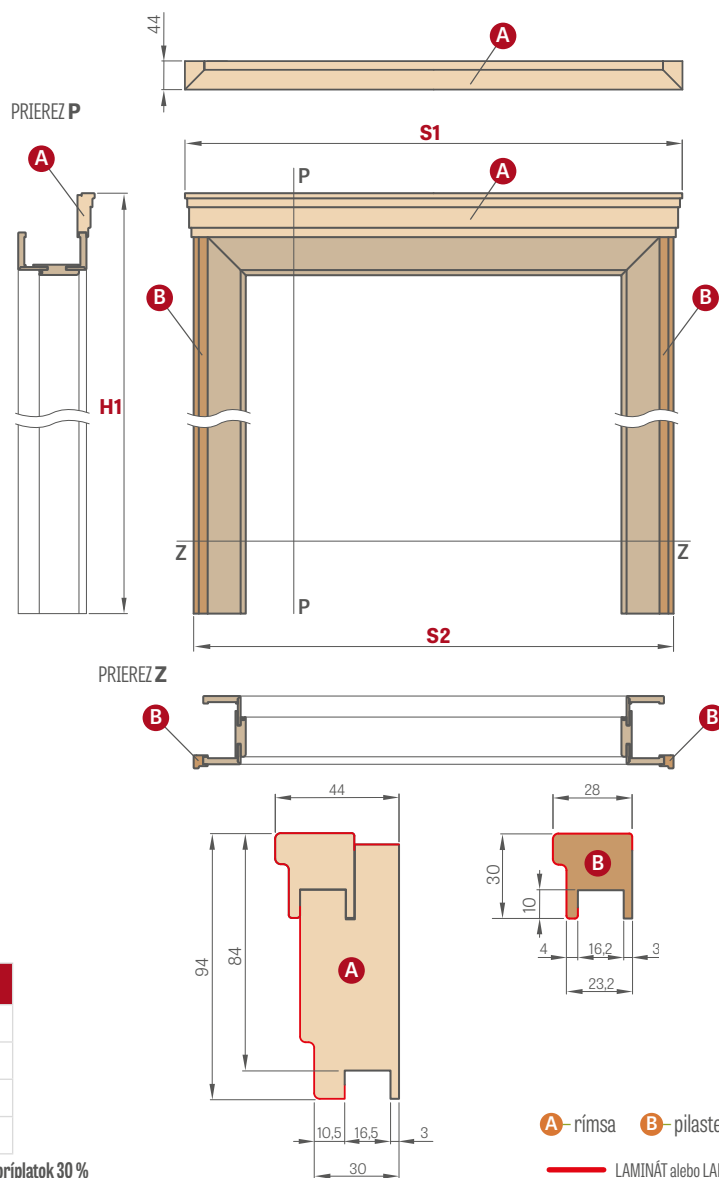 44
A
PRIEREZ P
S1
A
P
A
B
B
H1
Z
Z
P
S2
PRIEREZ Z
B
B
44
28
30
B
10
94
84
A
4
16,2
3
23,2
10,5
16,5
3
30
A rímsa B
príplatok 30 %
LAMINÁT alebo